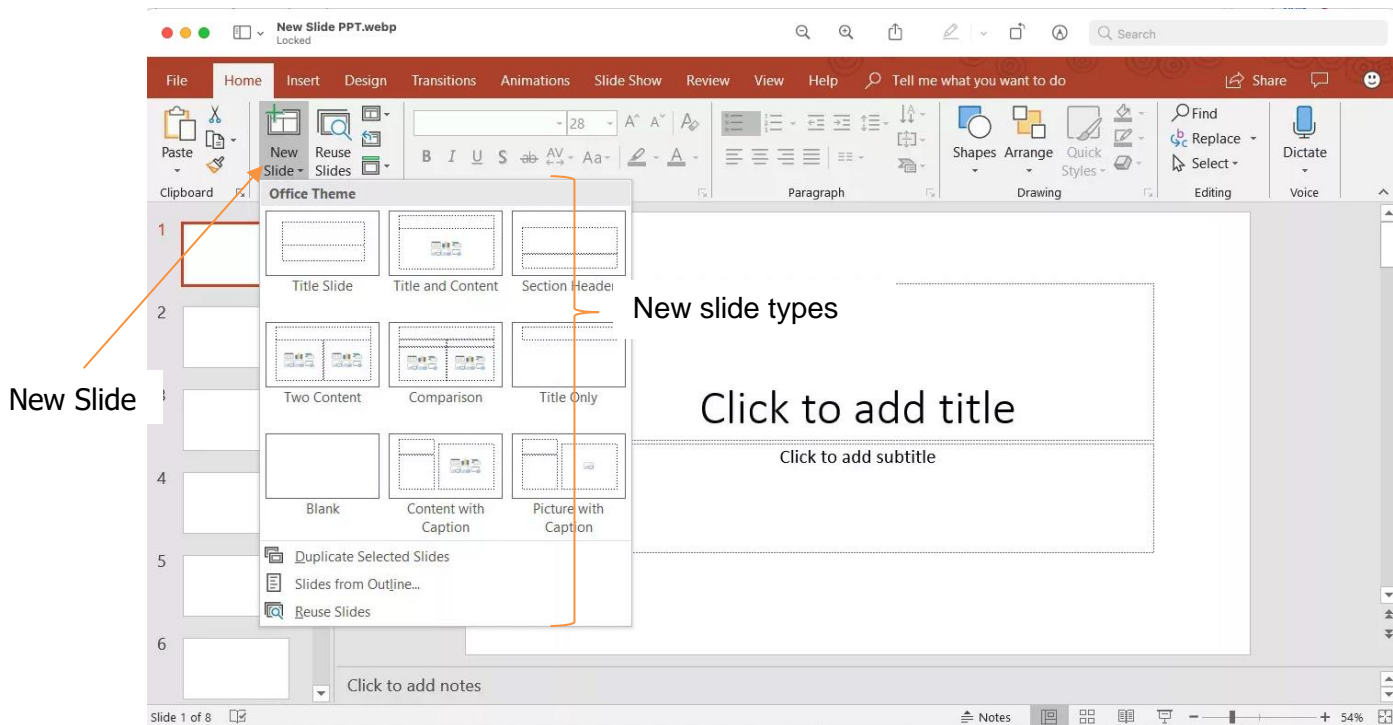 New Slide PPT.webp
Locked
Search
File Home Insert Design Transitions Animations Slide Show Review View Help Tell me what you want to do Share
Paste
New Slide
Reuse Slides
28 A^ Aˇ
B I U S ab AV Aa A
Shapes Arrange Quick Styles
Find
Replace
Select
Dictate
Clipboard Paragraph Drawing Editing Voice
Office Theme
Title Slide Title and Content Section Header
Two Content Comparison Title Only
Blank Content with Caption Picture with Caption
Duplicate Selected Slides
Slides from Outline...
Reuse Slides
New slide types
New Slide
1
2
3
4
5
6
Click to add title
Click to add subtitle
Click to add notes
Slide 1 of 8 Notes 54%